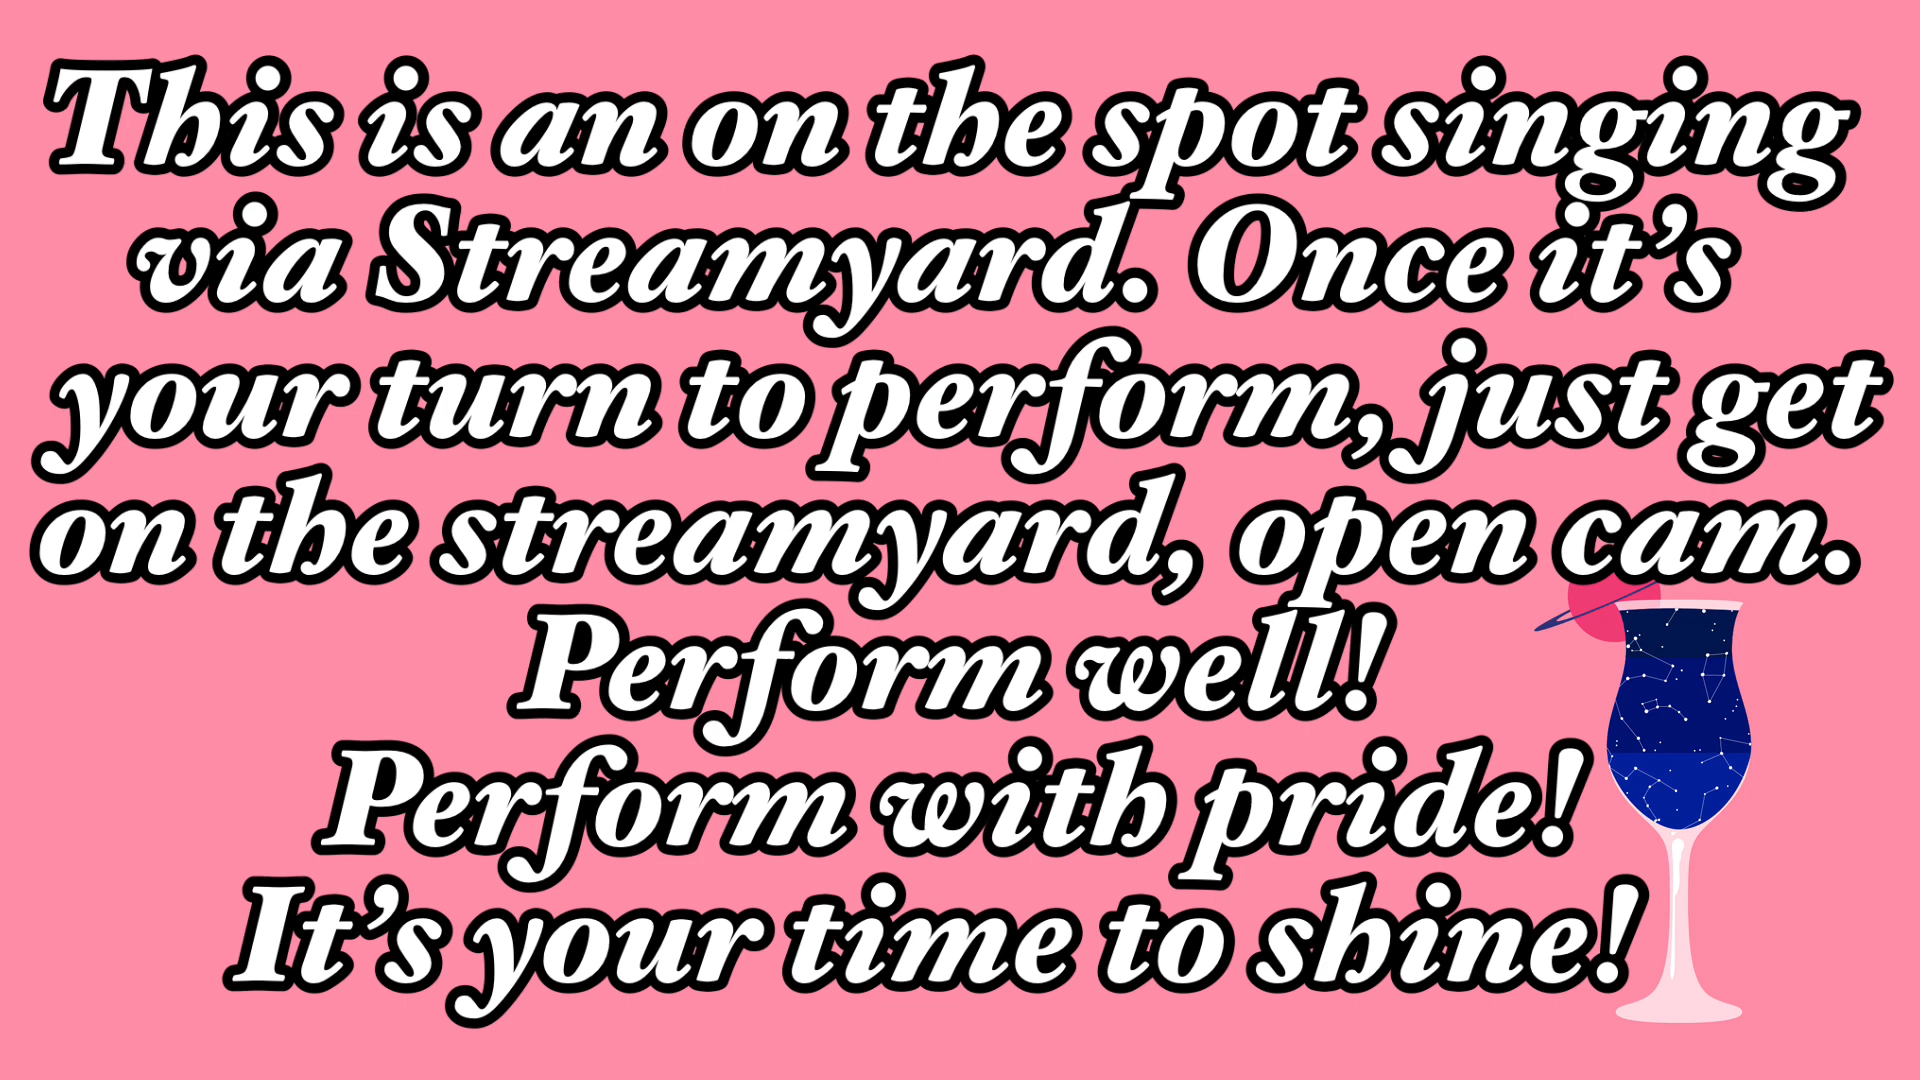 This is an on the spot singing
via Streamyard. Once it’s
your turn to perform, just get
on the streamyard, open cam.
Perform well!
Perform with pride!
It’s your time to shine!